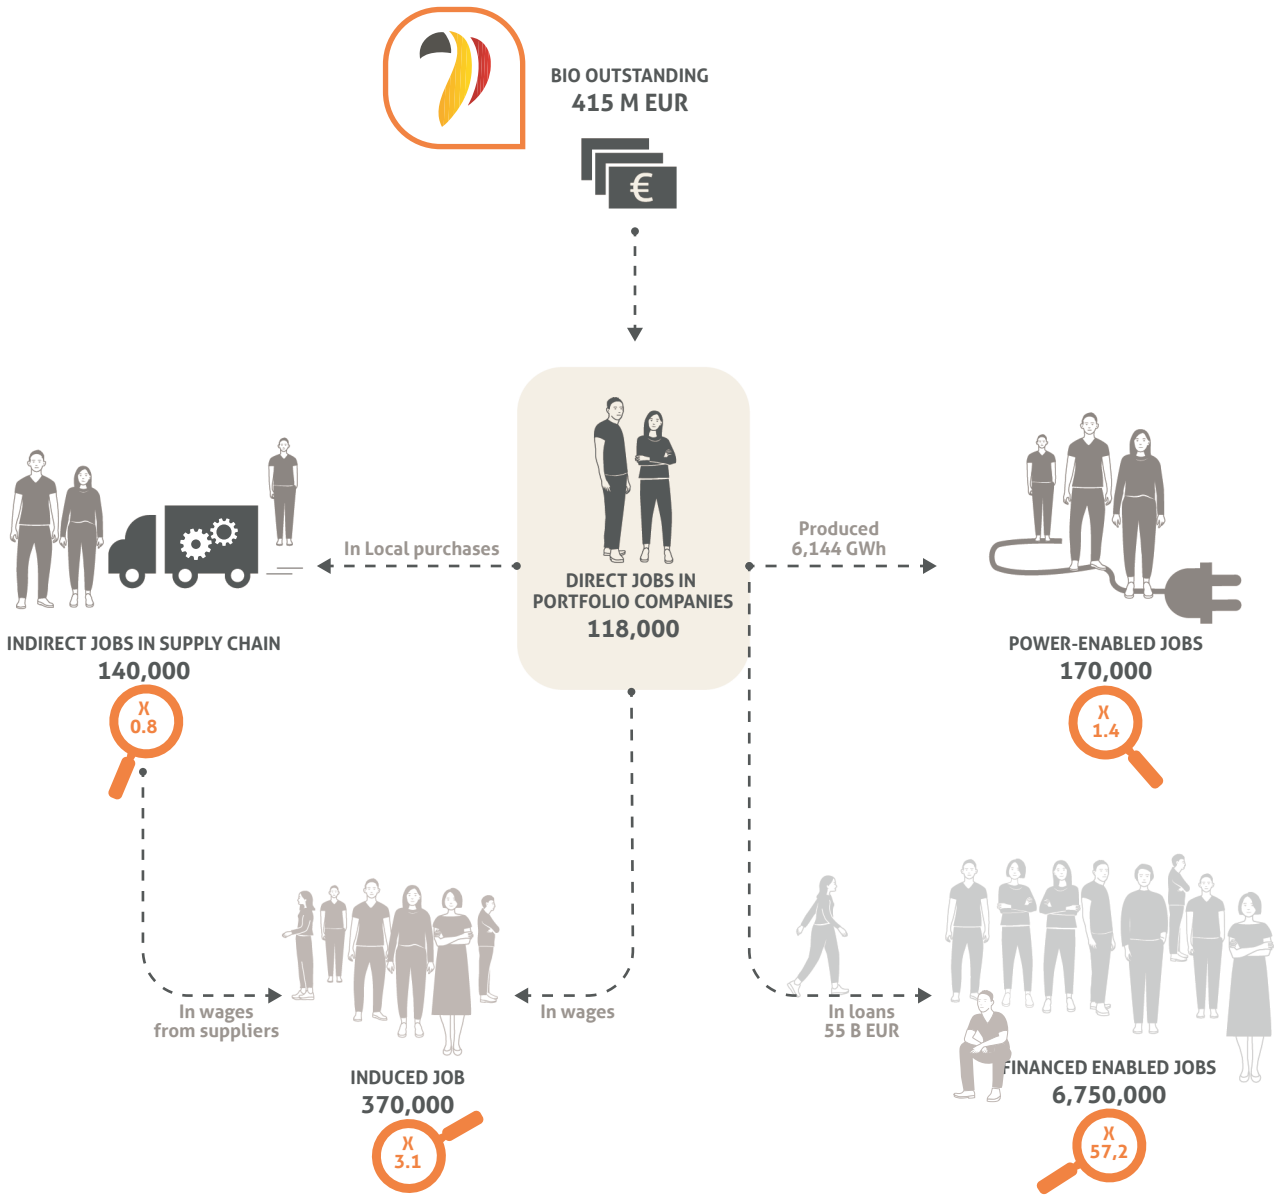 BIO OUTSTANDING
415 M EUR
€
In Local purchases
Produced
6,144 GWh
DIRECT JOBS IN
PORTFOLIO COMPANIES
118,000
INDIRECT JOBS IN SUPPLY CHAIN
140,000
X
0.8
POWER-ENABLED JOBS
170,000
X
1.4
In wages
from suppliers
In wages
In loans
55 B EUR
INDUCED JOB
370,000
X
3.1
FINANCED ENABLED JOBS
6,750,000
X
57,2